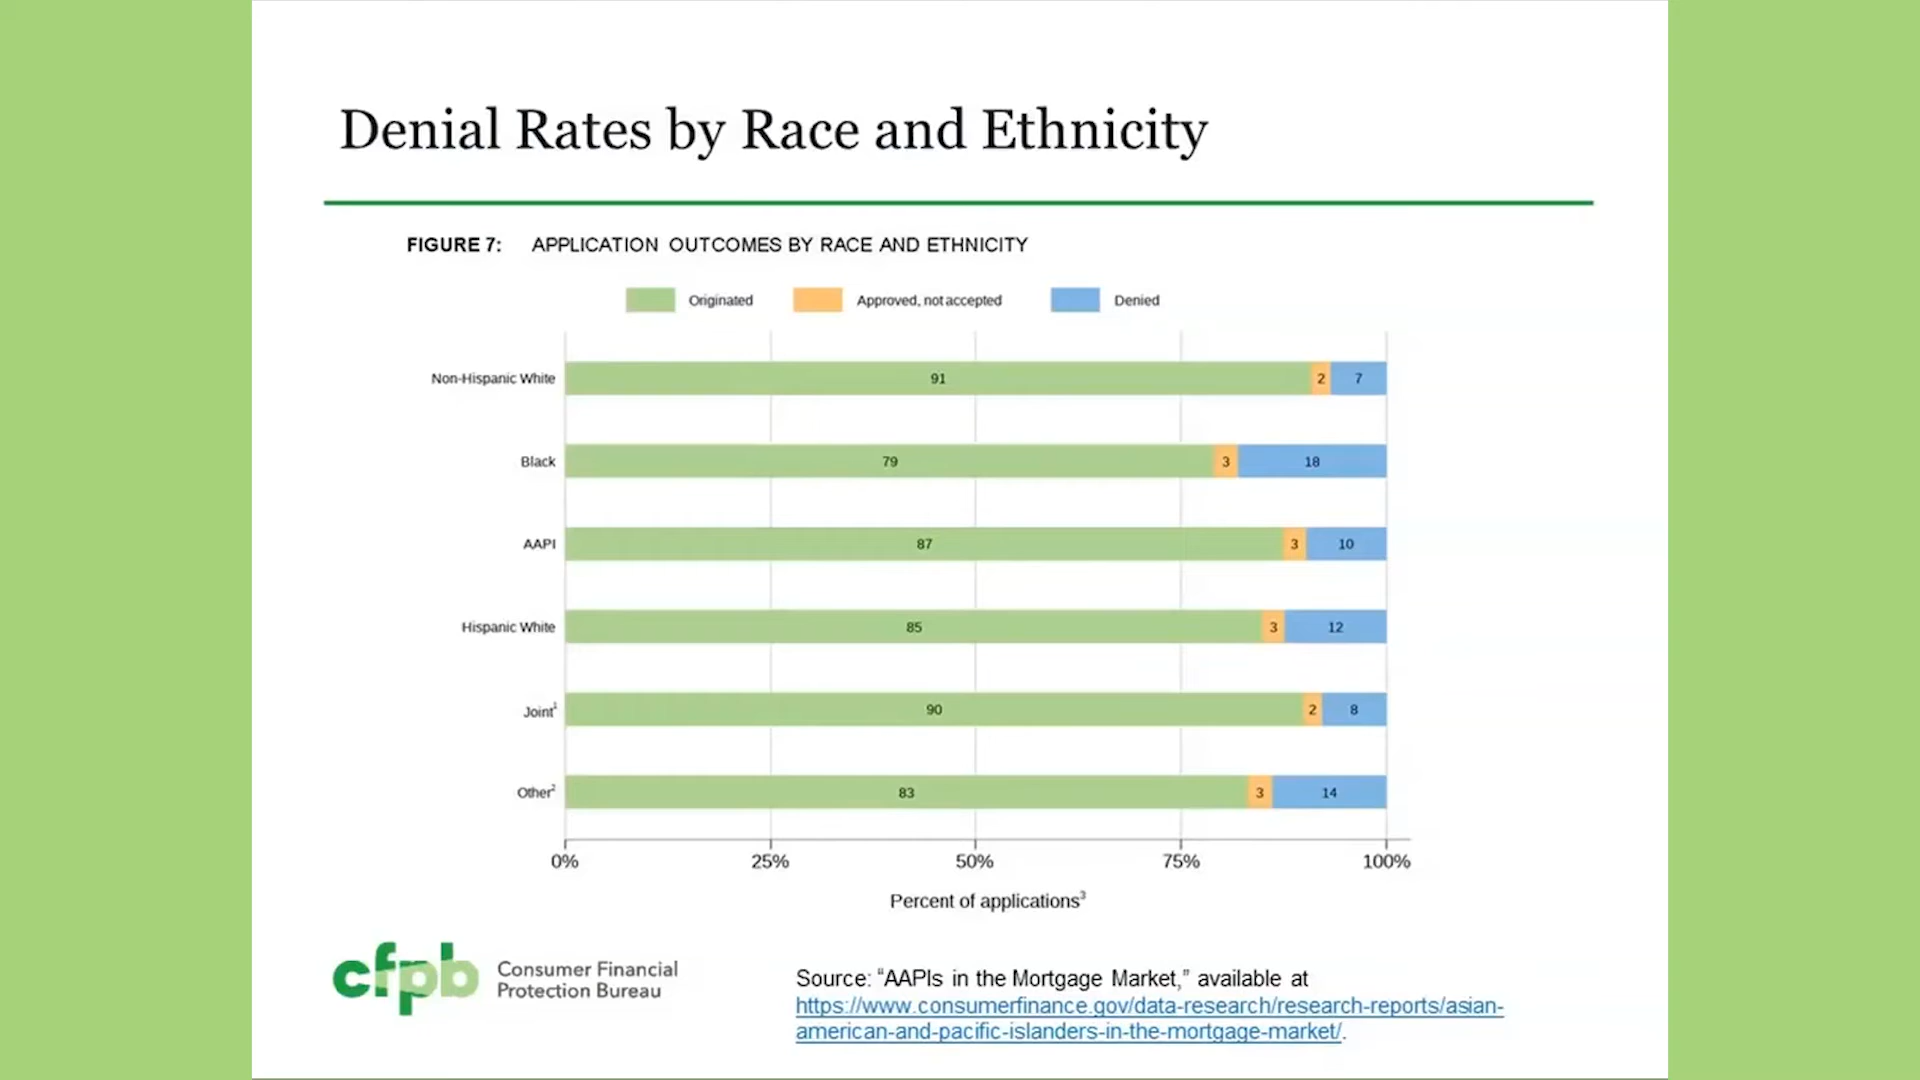 Denial Rates by Race and Ethnicity
FIGURE 7: APPLICATION OUTCOMES BY RACE AND ETHNICITY
Originated Approved, not accepted Denied
Non-Hispanic White 91 2 7
Black 79 3 18
AAPI 87 3 10
Hispanic White 85 3 12
Joint¹ 90 2 8
Other² 83 3 14
0% 25% 50% 75% 100%
Percent of applications³
cfpb Consumer Financial
Protection Bureau
Source: “AAPIs in the Mortgage Market,” available at
https://www.consumerfinance.gov/data-research/research-reports/asian-
american-and-pacific-islanders-in-the-mortgage-market/.